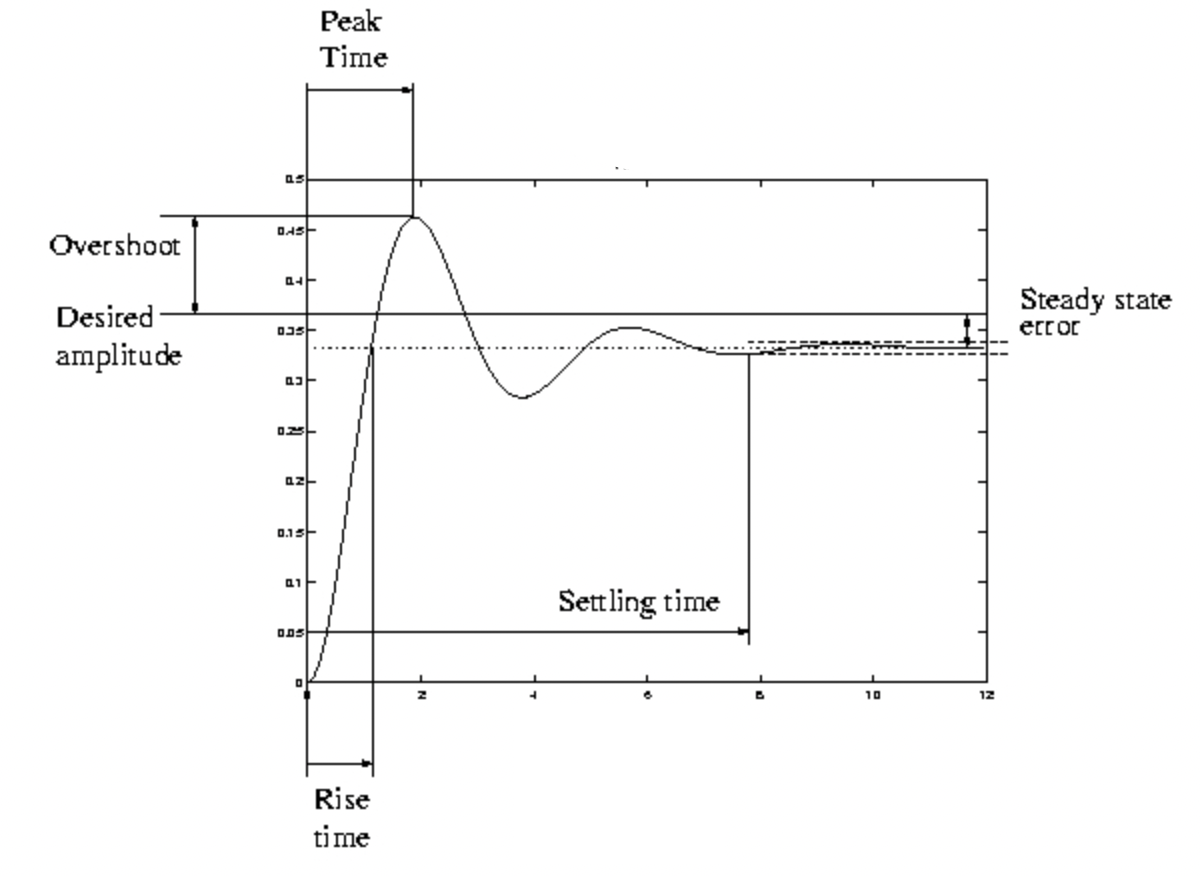 Peak
Time
0.5
Overshoot
0.45
0.4
Steady state
error
Desired
amplitude
0.35
0.3
0.25
0.2
0.15
Settling time
0.1
0.05
0
0 2 4 6 8 10 12
Rise
time